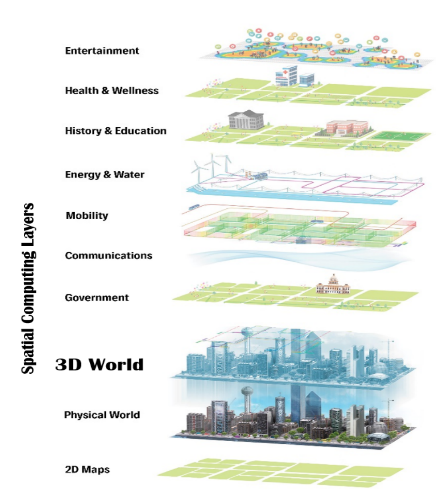 Entertainment
Health & Wellness
History & Education
Energy & Water
Mobility
Communications
Government
Spatial Computing Layers
3D World
Physical World
2D Maps